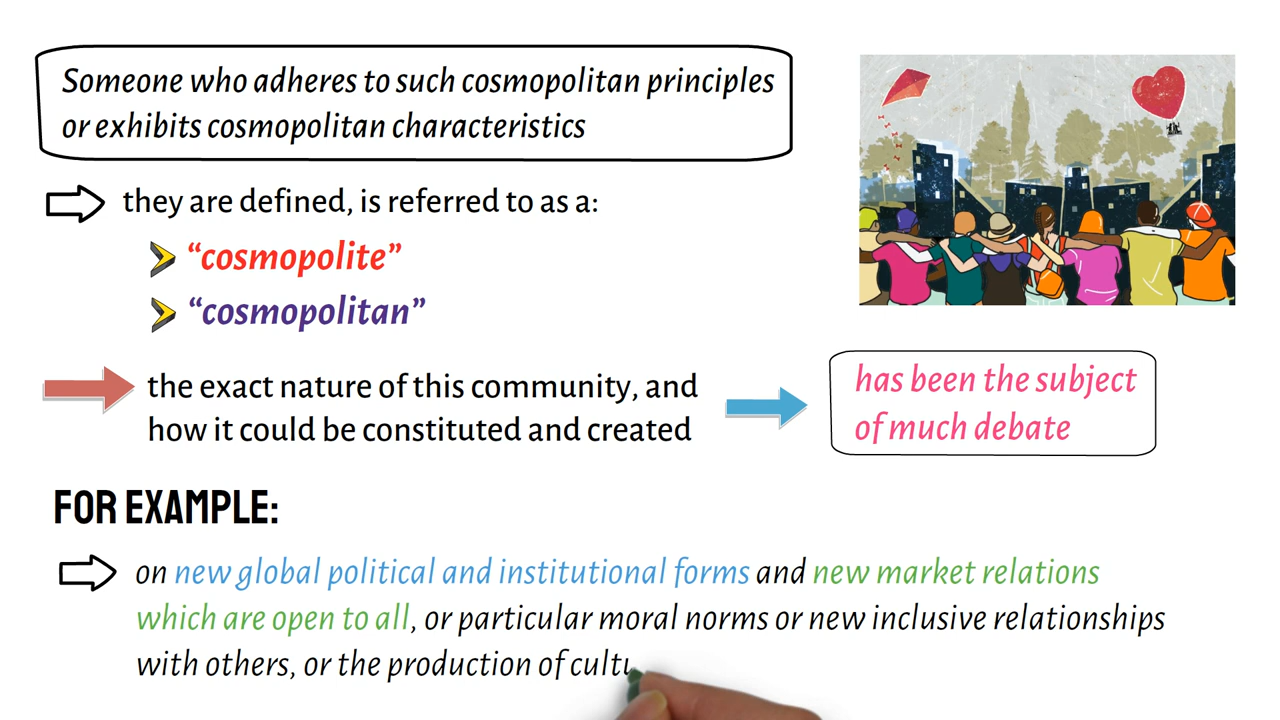 Someone who adheres to such cosmopolitan principles
or exhibits cosmopolitan characteristics
they are defined, is referred to as a:
“cosmopolite”
“cosmopolitan”
the exact nature of this community, and
how it could be constituted and created
has been the subject
of much debate
FOR EXAMPLE:
on new global political and institutional forms and new market relations
which are open to all, or particular moral norms or new inclusive relationships
with others, or the production of